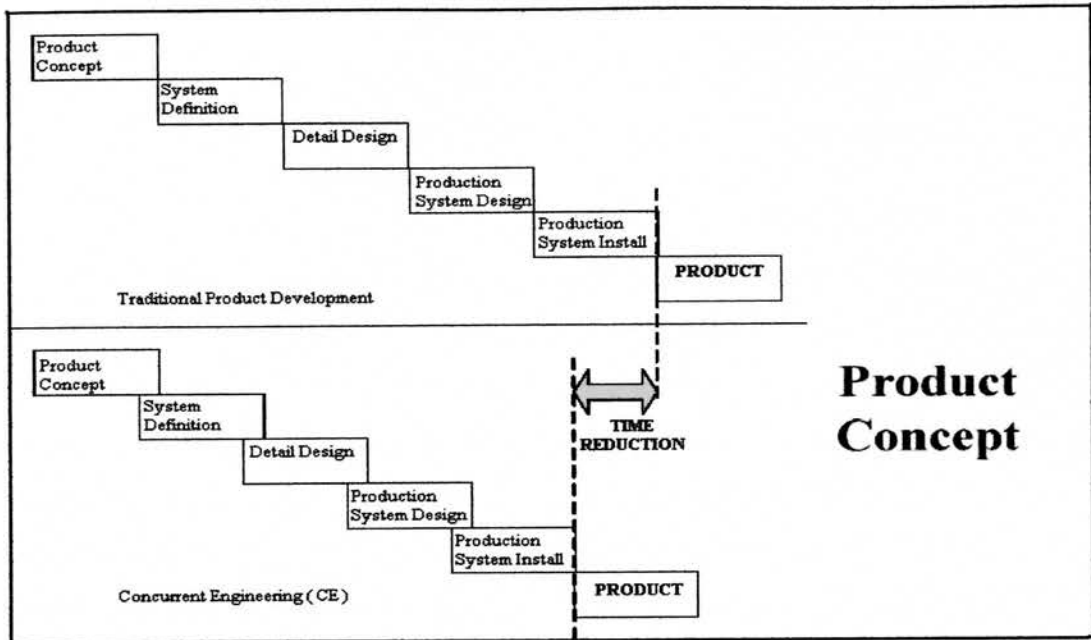 Product
Concept
System
Definition
Detail Design
Production
System Design
Production
System Install
PRODUCT
Traditional Product Development
Product
Concept
System
Definition
Detail Design
Production
System Design
Production
System Install
PRODUCT
Concurrent Engineering ( CE )
TIME
REDUCTION
Product
Concept